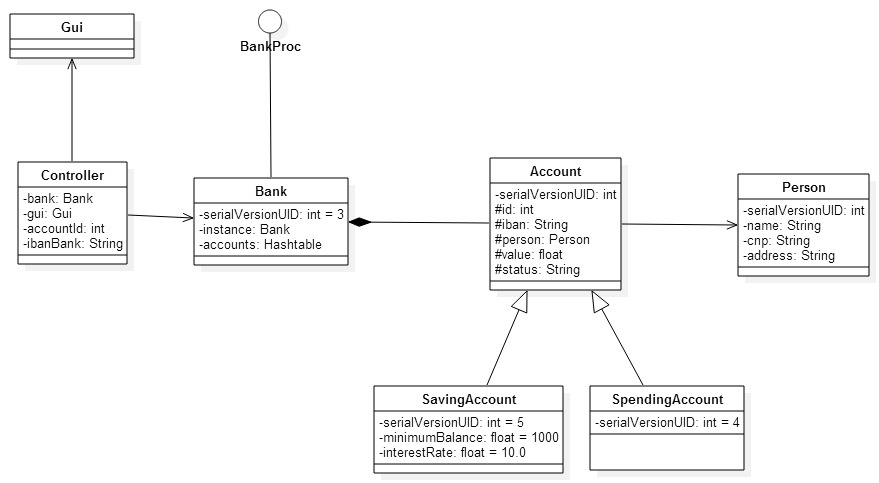 Gui
BankProc
Controller
-bank: Bank
-gui: Gui
-accountId: int
-ibanBank: String
Bank
-serialVersionUID: int = 3
-instance: Bank
-accounts: Hashtable
Account
-serialVersionUID: int
#id: int
#iban: String
#person: Person
#value: float
#status: String
Person
-serialVersionUID: int
-name: String
-cnp: String
-address: String
SavingAccount
-serialVersionUID: int = 5
-minimumBalance: float = 1000
-interestRate: float = 10.0
SpendingAccount
-serialVersionUID: int = 4